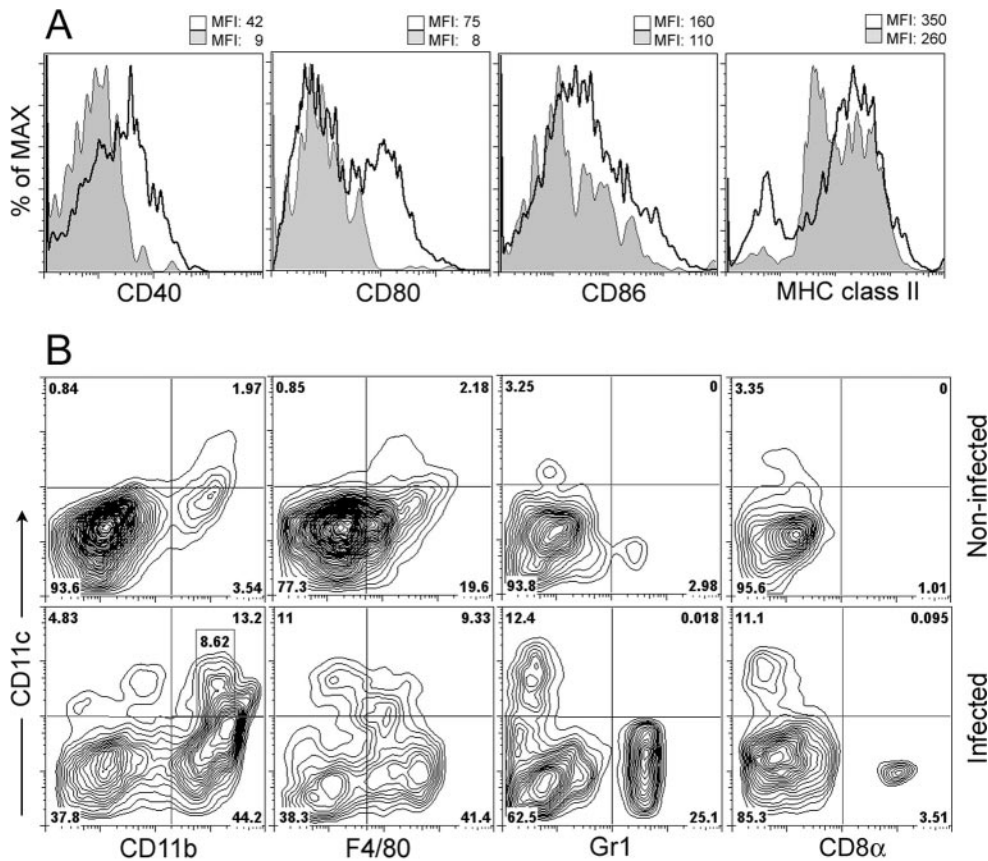 A
MFI: 42
MFI: 9
MFI: 75
MFI: 8
MFI: 160
MFI: 110
MFI: 350
MFI: 260
% of MAX
CD40
CD80
CD86
MHC class II
B
0.84
1.97
0.85
2.18
3.25
0
3.35
0
93.6
3.54
77.3
19.6
93.8
2.98
95.6
1.01
Non-infected
4.83
13.2
8.62
11
9.33
12.4
0.018
11.1
0.095
37.8
44.2
38.3
41.4
62.5
25.1
85.3
3.51
Infected
CD11c
CD11b
F4/80
Gr1
CD8α